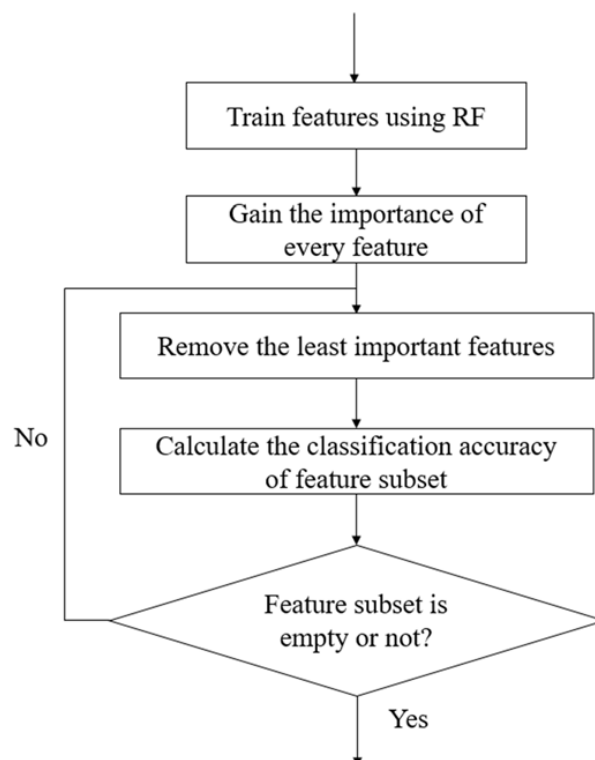 Train features using RF
Gain the importance of
every feature
Remove the least important features
No
Calculate the classification accuracy
of feature subset
Feature subset is
empty or not?
Yes